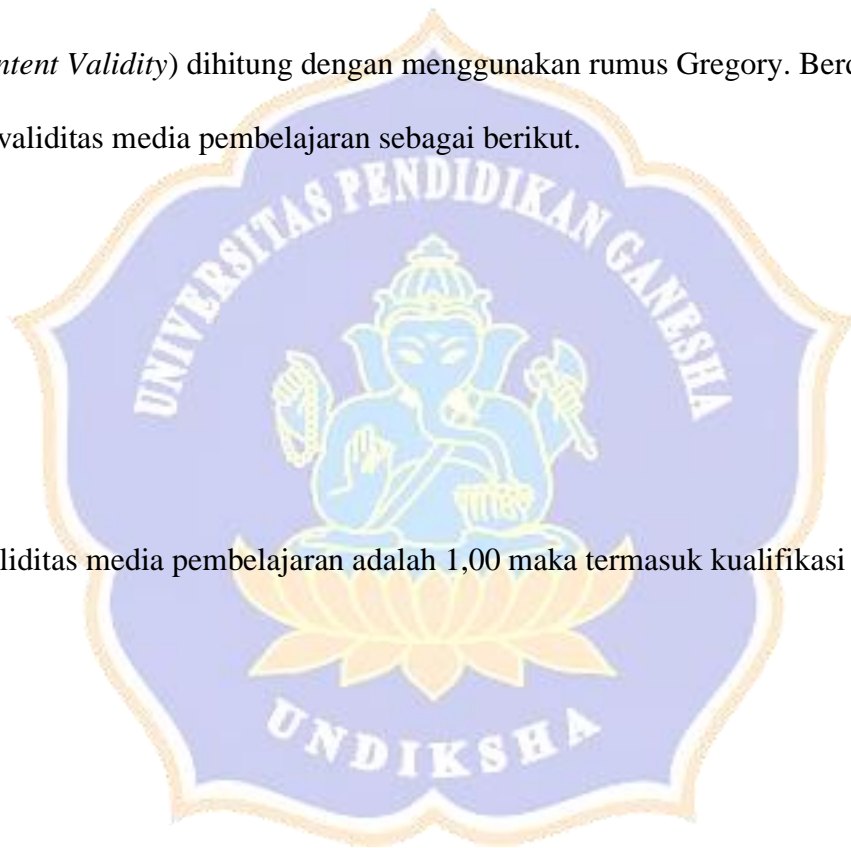 ntent Validity) dihitung dengan menggunakan rumus Gregory. Berd
validitas media pembelajaran sebagai berikut.
UNIVERSITAS PENDIDIKAN GANESHA
liditas media pembelajaran adalah 1,00 maka termasuk kualifikasi
UNDIKSHA